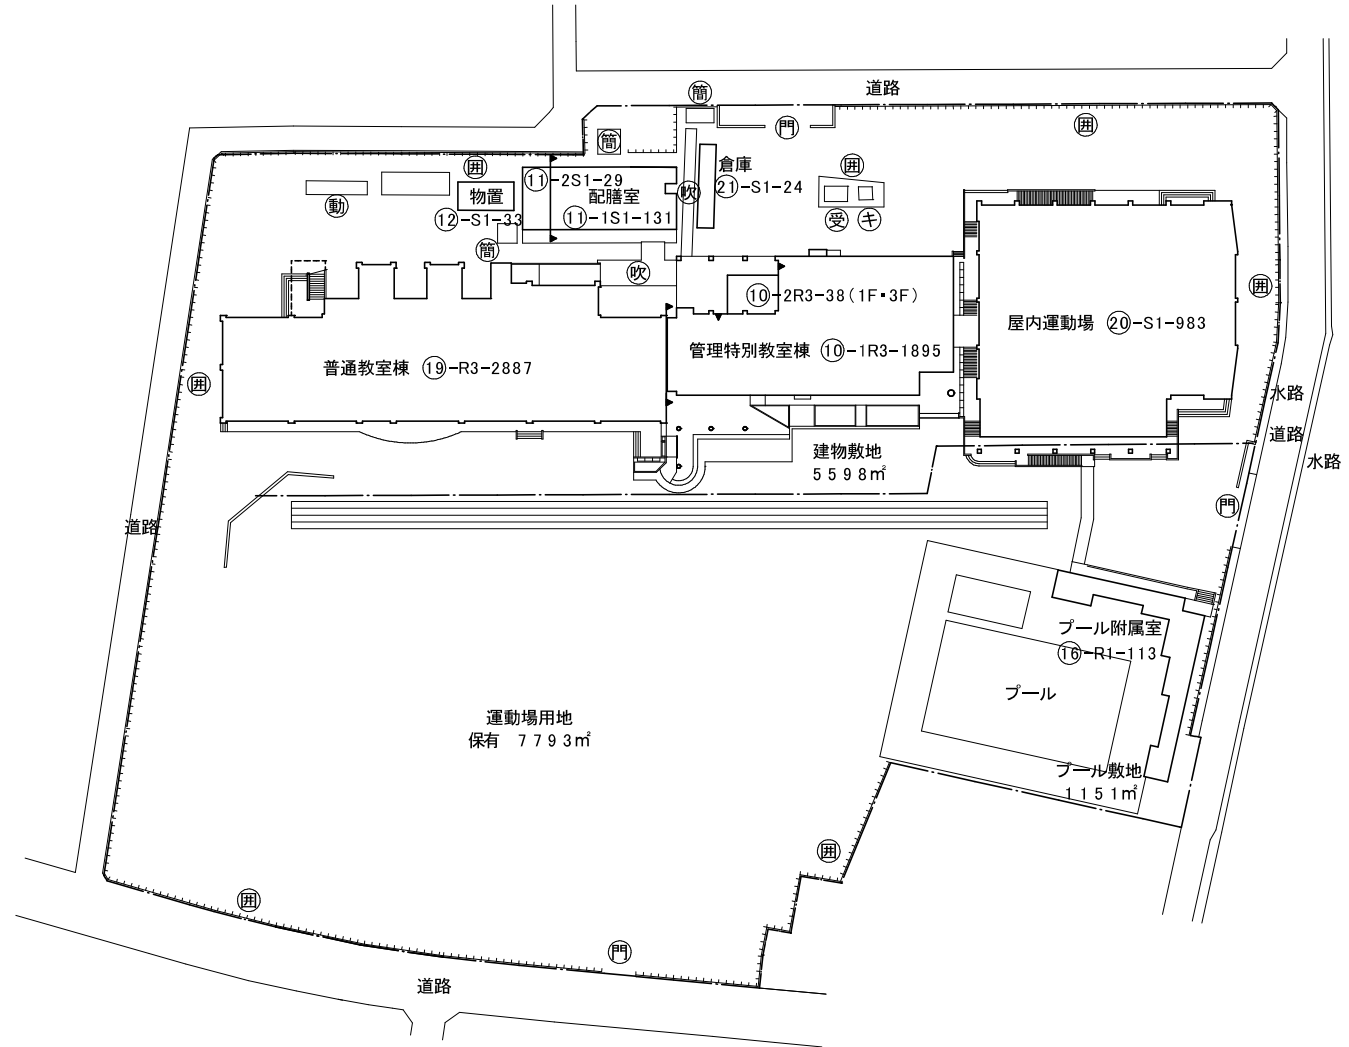 道路
簡
門
囲
簡
囲
倉庫
㉑-S1-24
囲
⑪-2S1-29
配膳室
⑪-1S1-131
吹
物置
⑫-S1-33
動
受
キ
簡
吹
囲
⑩-2R3-38(1F・3F)
屋内運動場 ⑳-S1-983
管理特別教室棟 ⑩-1R3-1895
普通教室棟 ⑲-R3-2887
囲
水路
道路
水路
建物敷地
5598㎡
門
道路
プール附属室
⑯-R1-113
プール
運動場用地
保有 7793㎡
プール敷地
1151㎡
囲
囲
門
道路